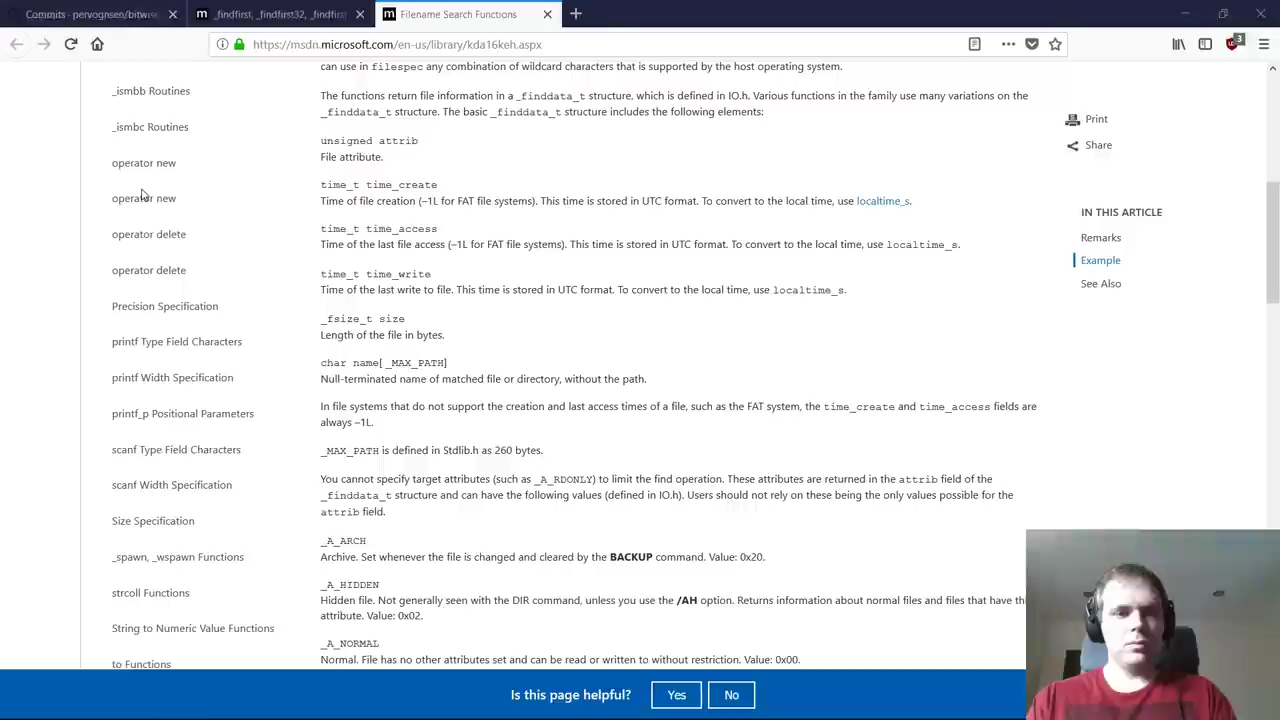 Commits - pervognsen/bitwise
_findfirst, _findfirst32, _findfirst
Filename Search Functions
https://msdn.microsoft.com/en-us/library/kda16keh.aspx
3
can use in filespec any combination of wildcard characters that is supported by the host operating system.
_ismbb Routines
The functions return file information in a _finddata_t structure, which is defined in IO.h. Various functions in the family use many variations on the
_finddata_t structure. The basic _finddata_t structure includes the following elements:
Print
_ismbc Routines
unsigned attrib
Share
File attribute.
operator new
time_t time_create
operator new
Time of file creation (–1L for FAT file systems). This time is stored in UTC format. To convert to the local time, use localtime_s.
IN THIS ARTICLE
time_t time_access
operator delete
Remarks
Time of the last file access (–1L for FAT file systems). This time is stored in UTC format. To convert to the local time, use localtime_s.
Example
operator delete
time_t time_write
See Also
Time of the last write to file. This time is stored in UTC format. To convert to the local time, use localtime_s.
Precision Specification
_fsize_t size
Length of the file in bytes.
printf Type Field Characters
char name[ _MAX_PATH]
printf Width Specification
Null-terminated name of matched file or directory, without the path.
In file systems that do not support the creation and last access times of a file, such as the FAT system, the time_create and time_access fields are
always –1L.
printf_p Positional Parameters
scanf Type Field Characters
_MAX_PATH is defined in Stdlib.h as 260 bytes.
scanf Width Specification
You cannot specify target attributes (such as _A_RDONLY) to limit the find operation. These attributes are returned in the attrib field of the
_finddata_t structure and can have the following values (defined in IO.h). Users should not rely on these being the only values possible for the
attrib field.
Size Specification
_A_ARCH
_spawn, _wspawn Functions
Archive. Set whenever the file is changed and cleared by the BACKUP command. Value: 0x20.
_A_HIDDEN
strcoll Functions
Hidden file. Not generally seen with the DIR command, unless you use the /AH option. Returns information about normal files and files that have
attribute. Value: 0x02.
String to Numeric Value Functions
_A_NORMAL
Normal. File has no other attributes set and can be read or written to without restriction. Value: 0x00.
to Functions
Is this page helpful?
Yes
No